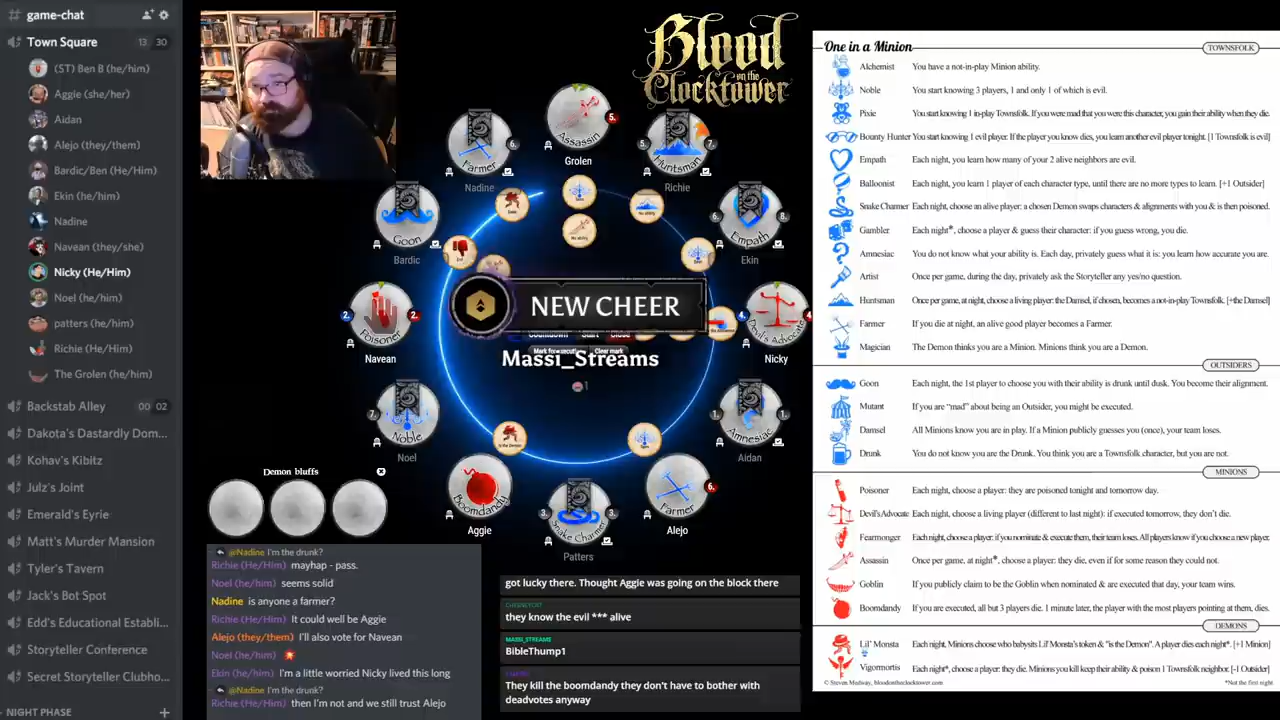 game-chat
Town Square 13 30
(ST) Ben B (he/him)
Aggie (she/her)
Aidan
Alejo (they/them)
Bardic/Ben (He/Him)
Ekin (he/him)
Nadine
Navean (they/she)
Nicky (He/Him)
Noel (he/him)
patters (he/him)
Richie (He/Him)
The Grolen (he/him)
Backstab Alley 00 02
Dakota's Dastardly Dom...
Kohav's Kibitz
Julz's Joint
Emerald's Eyrie
Matt's Murder Mansion
Tyler's Tavern
Jack's Bot Spot
Edd's Educational Establi...
Storyteller's Conference
NIGHT PHASE
Blood
on the
Clocktower
Assassin
5.
Grolen
Farmer
6.
Nadine
Huntsman
5.
7.
Richie
Goon
Bardic
Empath
6.
8.
Ekin
Poisoner
2.
2.
Navean
Devil's Advocate
4.
4
Nicky
NEW CHEER
Massi_Streams
Noble
7.
Noel
Amnesiac
1.
1.
Aidan
Boomdandy
Aggie
Snake Charmer
3.
3.
Patters
Farmer
6.
Alejo
Is the Demon
No ability
Demon bluffs
@Nadine I'm the drunk?
Richie (He/Him) mayhap - pass.
Noel (he/him) seems solid
Nadine is anyone a farmer?
Richie (He/Him) It could well be Aggie
Alejo (they/them) I'll also vote for Navean
Noel (he/him)
Ekin (he/him) I'm a little worried Nicky lived this long
@Nadine I'm the drunk?
Richie (He/Him) then I'm not and we still trust Alejo
got lucky there. Thought Aggie was going on the block there
they know the evil *** alive
MASSI_STREAMS
BibleThump1
They kill the boomdandy they don't have to bother with
deadvotes anyway
One in a Minion
TOWNSFOLK
Alchemist You have a not-in-play Minion ability.
Noble You start knowing 3 players, 1 and only 1 of which is evil.
Pixie You start knowing 1 in-play Townsfolk. If you were mad that you were this character, you gain their ability when they die.
Bounty Hunter You start knowing 1 evil player. If the player you know dies, you learn another evil player tonight. [1 Townsfolk is evil]
Empath Each night, you learn how many of your 2 alive neighbors are evil.
Balloonist Each night, you learn 1 player of each character type, until there are no more types to learn. [+1 Outsider]
Snake Charmer Each night, choose an alive player: a chosen Demon swaps characters & alignments with you & is then poisoned.
Gambler Each night*, choose a player & guess their character: if you guess wrong, you die.
Amnesiac You do not know what your ability is. Each day, privately guess what it is: you learn how accurate you are.
Artist Once per game, during the day, privately ask the Storyteller any yes/no question.
Huntsman Once per game, at night, choose a living player: the Damsel, if chosen, becomes a not-in-play Townsfolk. [+the Damsel]
Farmer If you die at night, an alive good player becomes a Farmer.
Magician The Demon thinks you are a Minion. Minions think you are a Demon.
OUTSIDERS
Goon Each night, the 1st player to choose you with their ability is drunk until dusk. You become their alignment.
Mutant If you are "mad" about being an Outsider, you might be executed.
Damsel All Minions know you are in play. If a Minion publicly guesses you (once), your team loses.
Drunk You do not know you are the Drunk. You think you are a Townsfolk character, but you are not.
MINIONS
Poisoner Each night, choose a player: they are poisoned tonight and tomorrow day.
Devil's Advocate Each night, choose a living player (different to last night): if executed tomorrow, they don't die.
Fearmonger Each night, choose a player: if you nominate & execute them, their team loses. All players know if you choose a new player.
Assassin Once per game, at night*, choose a player: they die, even if for some reason they could not.
Goblin If you publicly claim to be the Goblin when nominated & are executed that day, your team wins.
Boomdandy If you are executed, all but 3 players die. 1 minute later, the player with the most players pointing at them, dies.
DEMONS
Lil' Monsta Each night, Minions choose who babysits Lil' Monsta's token & "is the Demon". A player dies each night*. [+1 Minion]
Vigormortis Each night*, choose a player: they die. Minions you kill keep their ability & poison 1 Townsfolk neighbor. [-1 Outsider]
© Steven Medway, bloodontheclocktower.com
*Not the first night